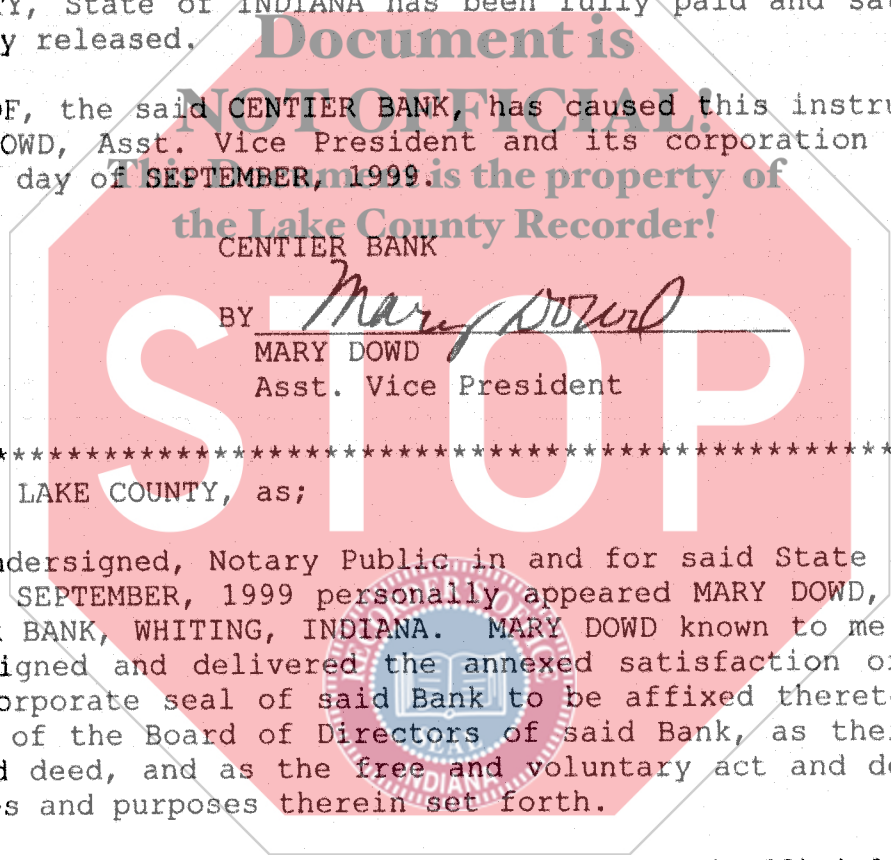 Y, State of INDIANA has been fully paid and sa
y released.
Document is
OF, the said CENTIER BANK, has caused this instru
NOT OFFICIAL!
OWD, Asst. Vice President and its corporation
day of SEPTEMBER, 1999.
This Document is the property of
the Lake County Recorder!
CENTIER BANK
BY Mary Dowd
MARY DOWD
Asst. Vice President
STOP
**************************************************
LAKE COUNTY, as;
ndersigned, Notary Public in and for said State
SEPTEMBER, 1999 personally appeared MARY DOWD,
BANK, WHITING, INDIANA. MARY DOWD known to me
igned and delivered the annexed satisfaction o
orporate seal of said Bank to be affixed theret
of the Board of Directors of said Bank, as the
d deed, and as the free and voluntary act and d
s and purposes therein set forth.
RECORDER'S OFFICE
SEAL
INDIANA